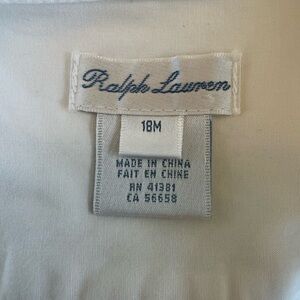 Ralph Lauren
18M
MADE IN CHINA
FAIT EN CHINE
RN 41381
CA 56658